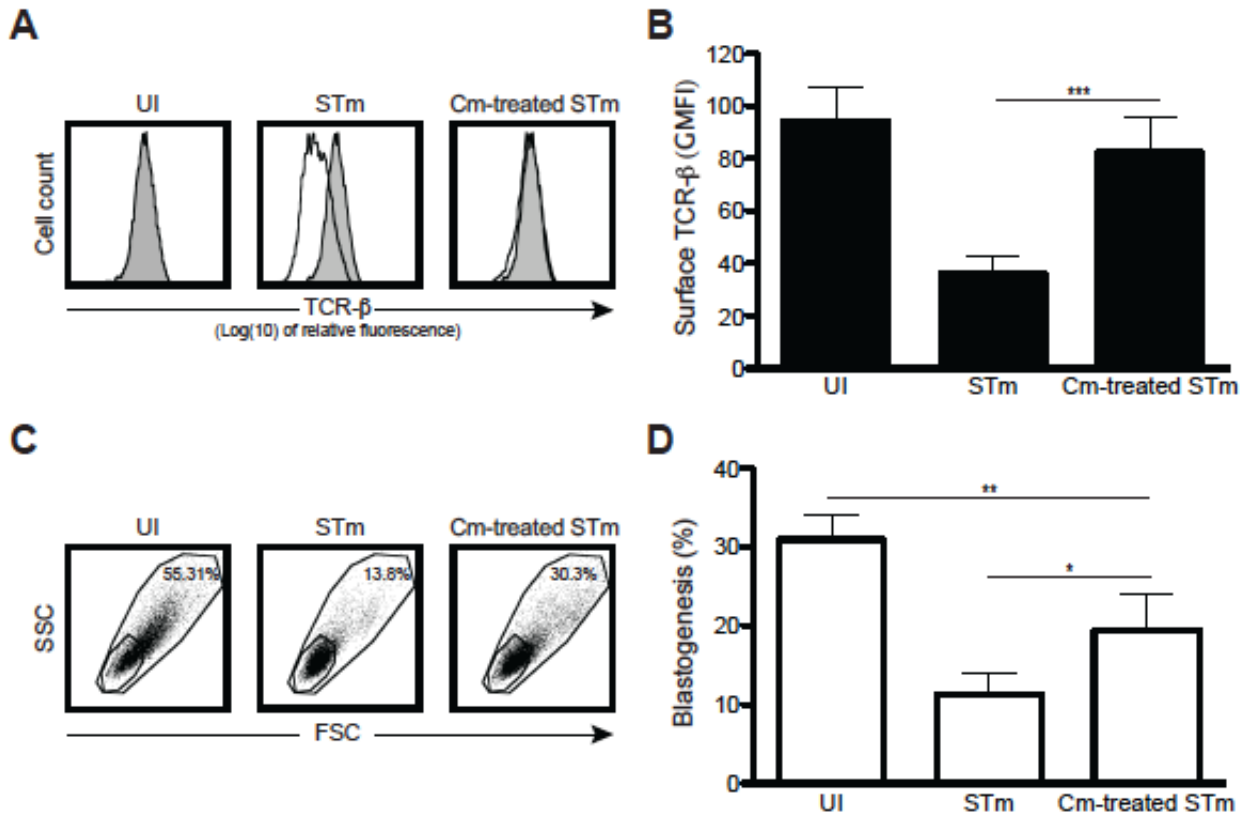 A
UI
STm
Cm-treated STm
Cell count
TCR-β
(Log(10) of relative fluorescence)
B
Surface TCR-β (GMFI)
120
100
80
60
40
20
0
***
UI
STm
Cm-treated STm
C
UI
STm
Cm-treated STm
55.31%
13.8%
30.3%
SSC
FSC
D
Blastogenesis (%)
40
30
20
10
0
**
*
UI
STm
Cm-treated STm